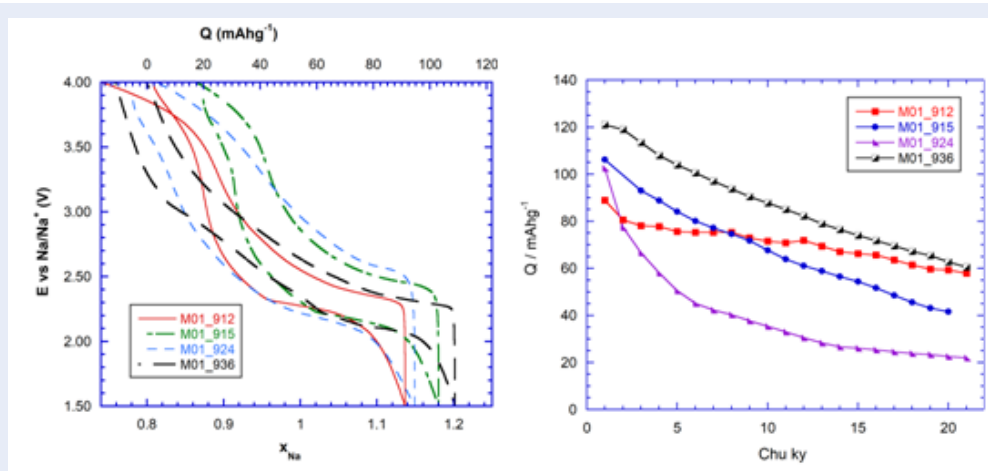 Q (mAhg⁻¹)
0 20 40 60 80 100 120
4.00
3.50
3.00
2.50
2.00
1.50
E vs Na/Na⁺ (V)
M01_912
M01_915
M01_924
M01_936
0.8 0.9 1 1.1 1.2
x_Na
140
120
100
80
60
40
20
0
Q / mAhg⁻¹
M01_912
M01_915
M01_924
M01_936
0 5 10 15 20
Chu ky